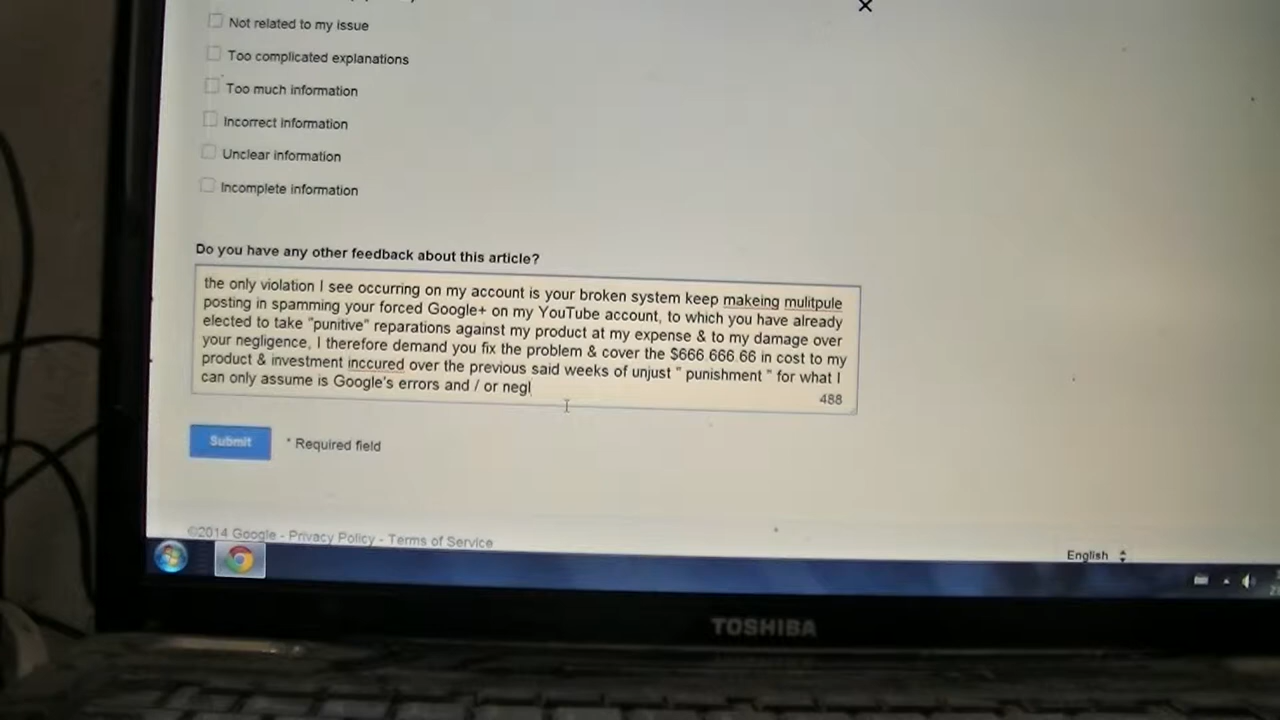 Not related to my issue
Too complicated explanations
Too much information
Incorrect information
Unclear information
Incomplete information
Do you have any other feedback about this article?
the only violation I see occurring on my account is your broken system keep makeing mulitpule
posting in spamming your forced Google+ on my YouTube account, to which you have already
elected to take "punitive" reparations against my product at my expense & to my damage over
your negligence, I therefore demand you fix the problem & cover the $666 666.66 in cost to my
product & investment inccured over the previous said weeks of unjust " punishment " for what I
can only assume is Google's errors and / or negl
488
Submit * Required field
©2014 Google - Privacy Policy - Terms of Service
English
TOSHIBA